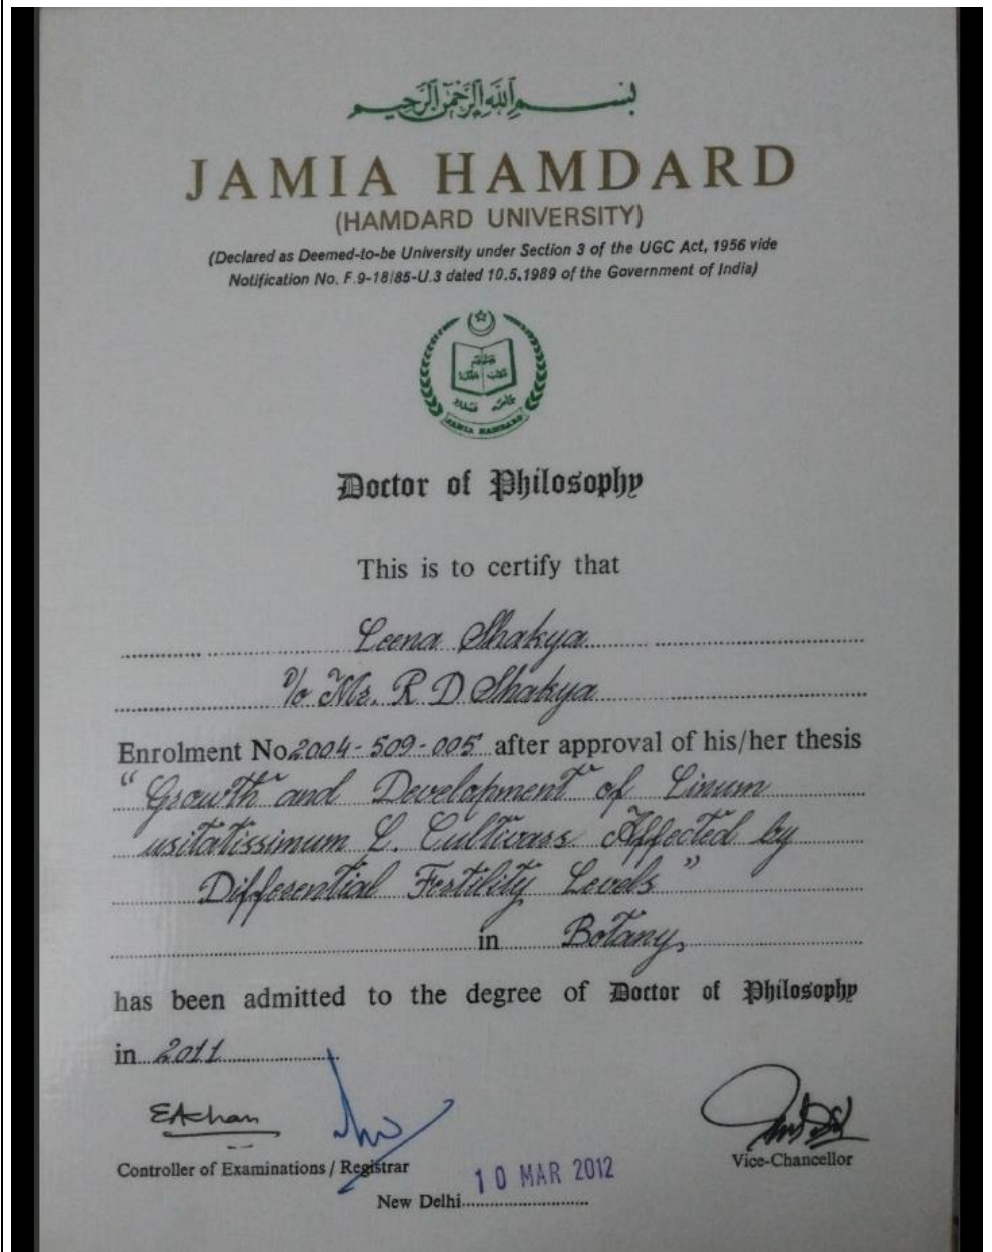 بسم الله الرحمن الرحيم
JAMIA HAMDARD
(HAMDARD UNIVERSITY)
(Declared as Deemed-to-be University under Section 3 of the UGC Act, 1956 vide
Notification No. F.9-18/85-U.3 dated 10.5.1989 of the Government of India)
JAMIA HAMDARD
Doctor of Philosophy
This is to certify that
Leena Shakya
D/o Mr. R. D. Shakya
Enrolment No 2004-509-005 after approval of his/her thesis
"Growth and Development of Linum
usitatissimum L. Cultivars Affected by
Differential Fertility Levels"
in Botany,
has been admitted to the degree of Doctor of Philosophy
in 2011
Controller of Examinations / Registrar
Vice-Chancellor
10 MAR 2012
New Delhi